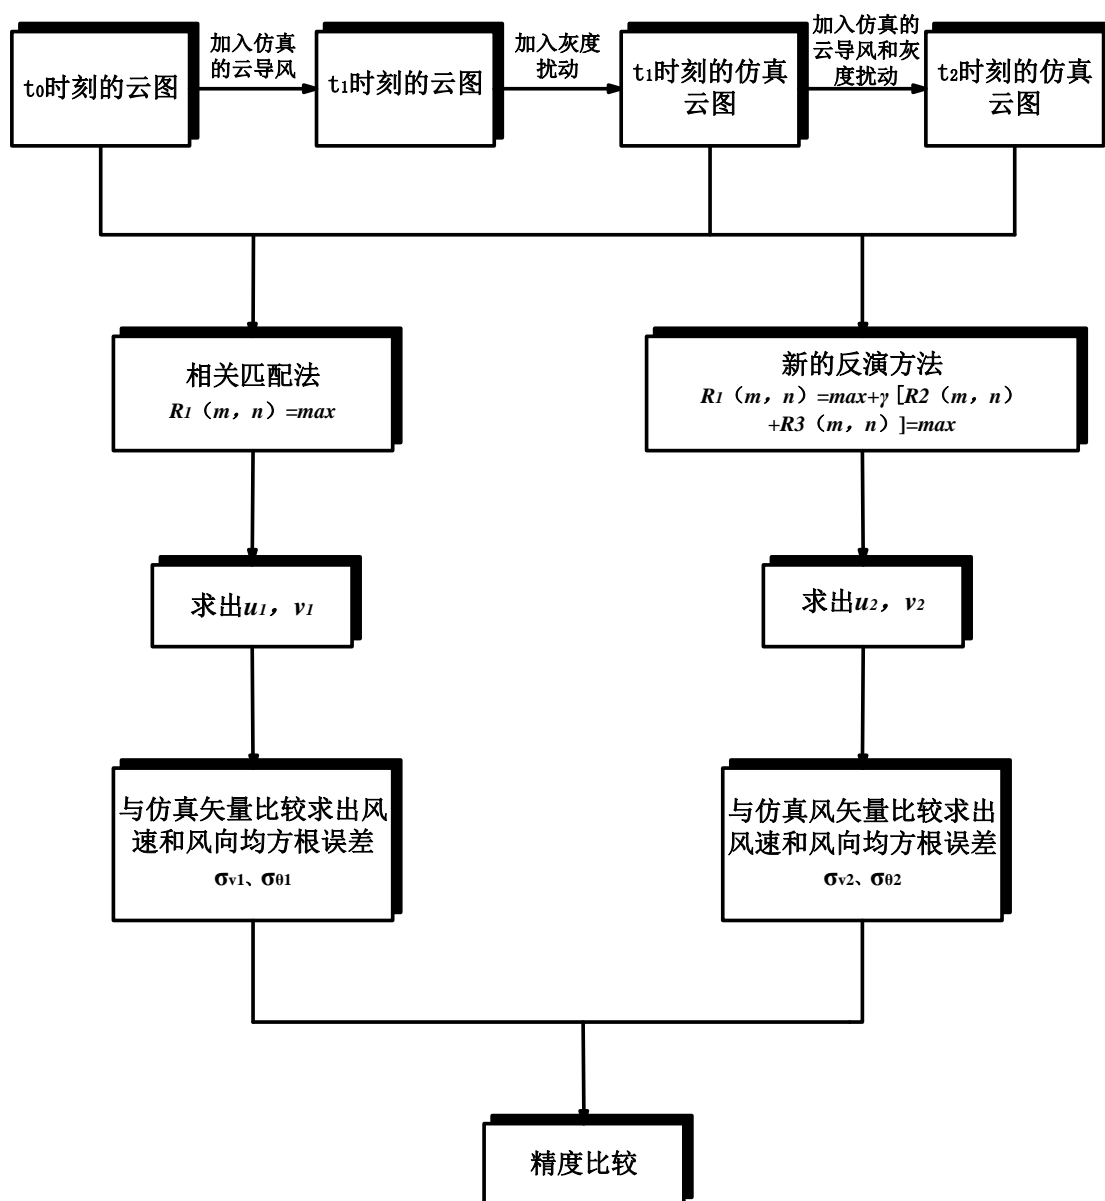 t₀时刻的云图
加入仿真
的云导风
t₁时刻的云图
加入灰度
扰动
t₁时刻的仿真
云图
加入仿真的
云导风和灰
度扰动
t₂时刻的仿真
云图
相关匹配法
R1（m，n）=max
新的反演方法
R1（m，n）=max+γ [R2（m，n）
+R3（m，n）]=max
求出u1，v1
求出u2，v2
与仿真矢量比较求出风
速和风向均方根误差
σv1、σθ1
与仿真风矢量比较求出
风速和风向均方根误差
σv2、σθ2
精度比较